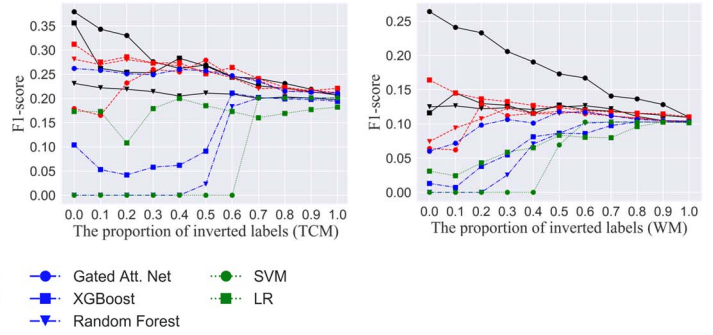 F1-score
0.35
0.30
0.25
0.20
0.15
0.10
0.05
0.00
0.0 0.1 0.2 0.3 0.4 0.5 0.6 0.7 0.8 0.9 1.0
The proportion of inverted labels (TCM)
F1-score
0.25
0.20
0.15
0.10
0.05
0.00
0.0 0.1 0.2 0.3 0.4 0.5 0.6 0.7 0.8 0.9 1.0
The proportion of inverted labels (WM)
Gated Att. Net
XGBoost
Random Forest
SVM
LR